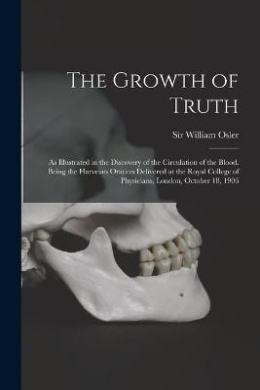 The Growth of
Truth
Sir William Osler
As Illustrated in the Discovery of the Circulation of the Blood.
Being the Harveian Oration Delivered at the Royal College of
Physicians, London, October 18, 1906